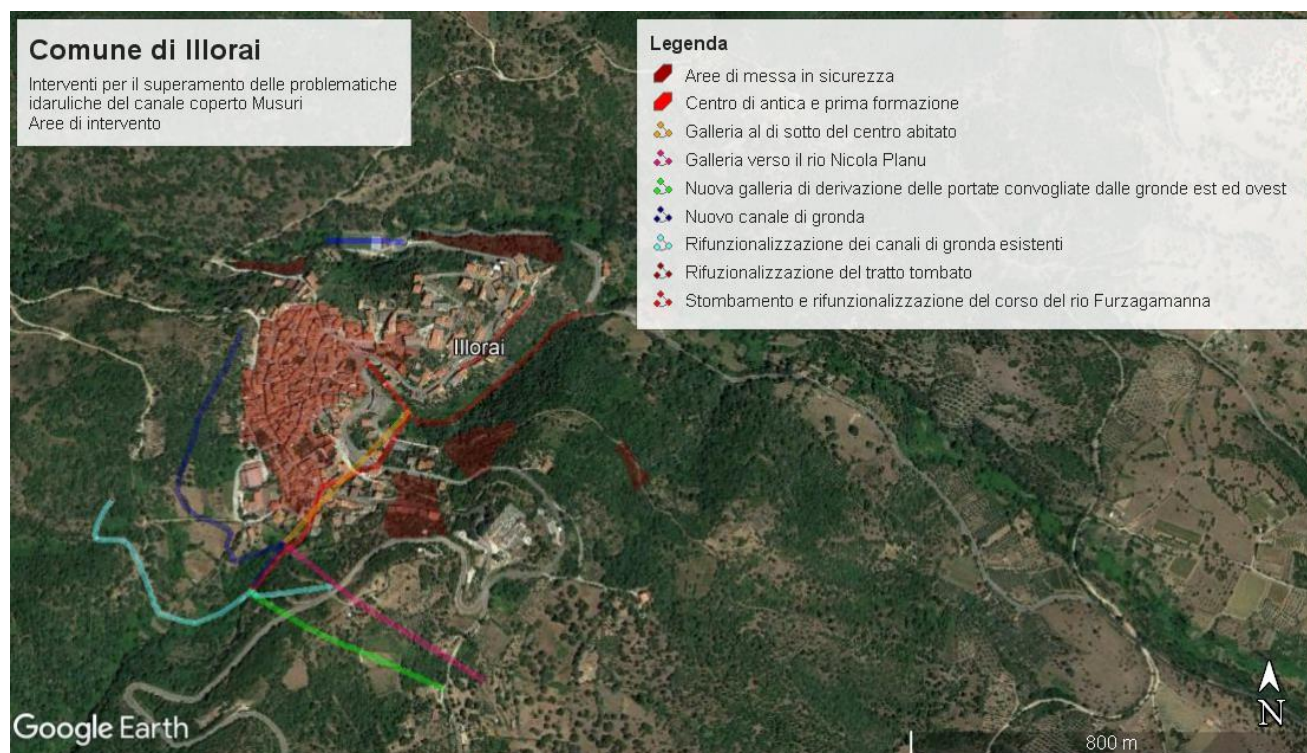 Comune di Illorai
Interventi per il superamento delle problematiche
idaruliche del canale coperto Musuri
Aree di intervento
Legenda
Aree di messa in sicurezza
Centro di antica e prima formazione
Galleria al di sotto del centro abitato
Galleria verso il rio Nicola Planu
Nuova galleria di derivazione delle portate convogliate dalle gronde est ed ovest
Nuovo canale di gronda
Rifunzionalizzazione dei canali di gronda esistenti
Rifuzionalizzazione del tratto tombato
Stombamento e rifunzionalizzazione del corso del rio Furzagamanna
Illorai
Google Earth
N
800 m